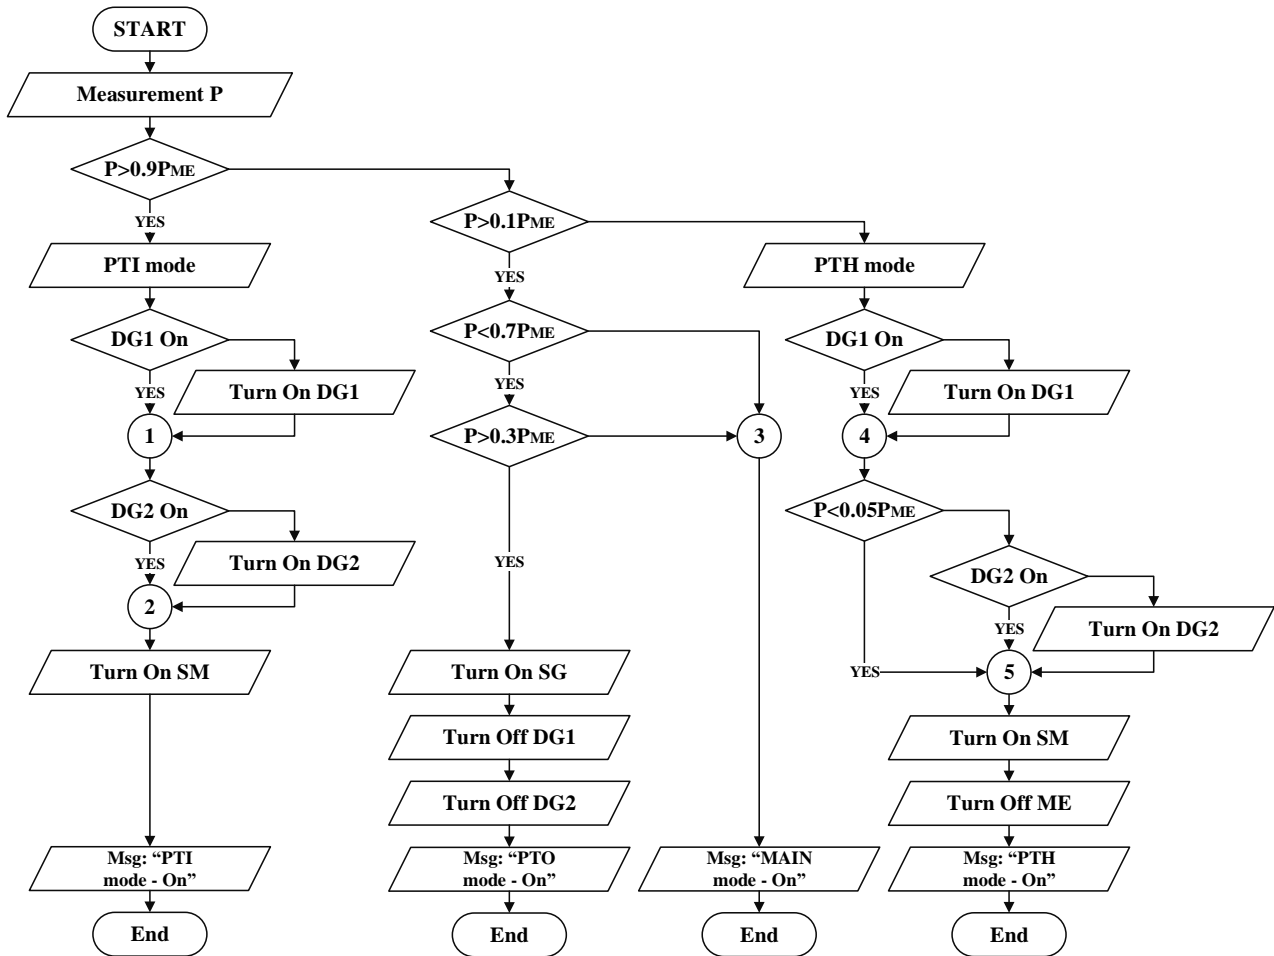 START
Measurement P
P>0.9PME
YES
PTI mode
DG1 On
YES
Turn On DG1
1
DG2 On
YES
Turn On DG2
2
Turn On SM
Msg: “PTI
mode - On”
End
P>0.1PME
YES
P<0.7PME
YES
P>0.3PME
YES
Turn On SG
Turn Off DG1
Turn Off DG2
Msg: “PTO
mode - On”
End
3
Msg: “MAIN
mode - On”
End
PTH mode
DG1 On
YES
Turn On DG1
4
P<0.05PME
YES
DG2 On
YES
Turn On DG2
5
Turn On SM
Turn Off ME
Msg: “PTH
mode - On”
End